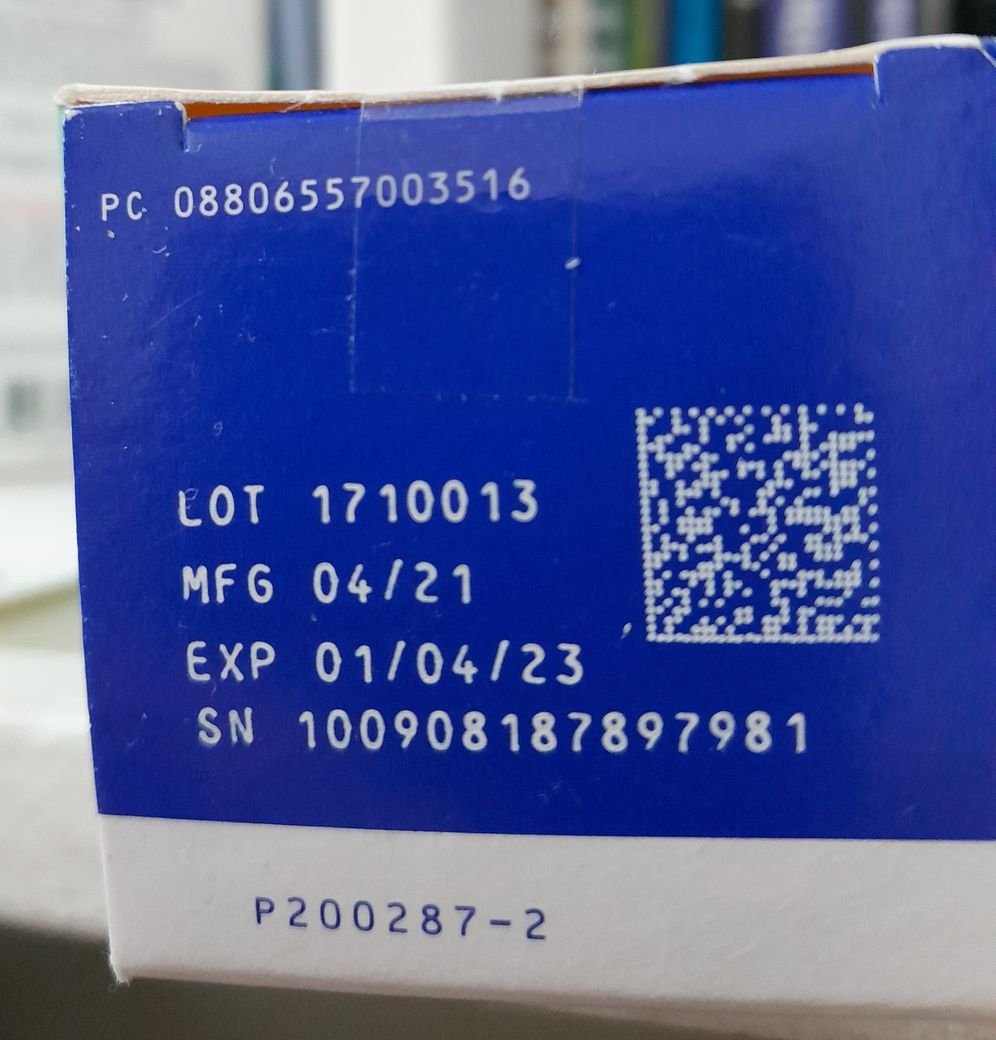 PC 08806557003516
LOT 1710013
MFG 04/21
EXP 01/04/23
SN 100908187897981
P200287-2